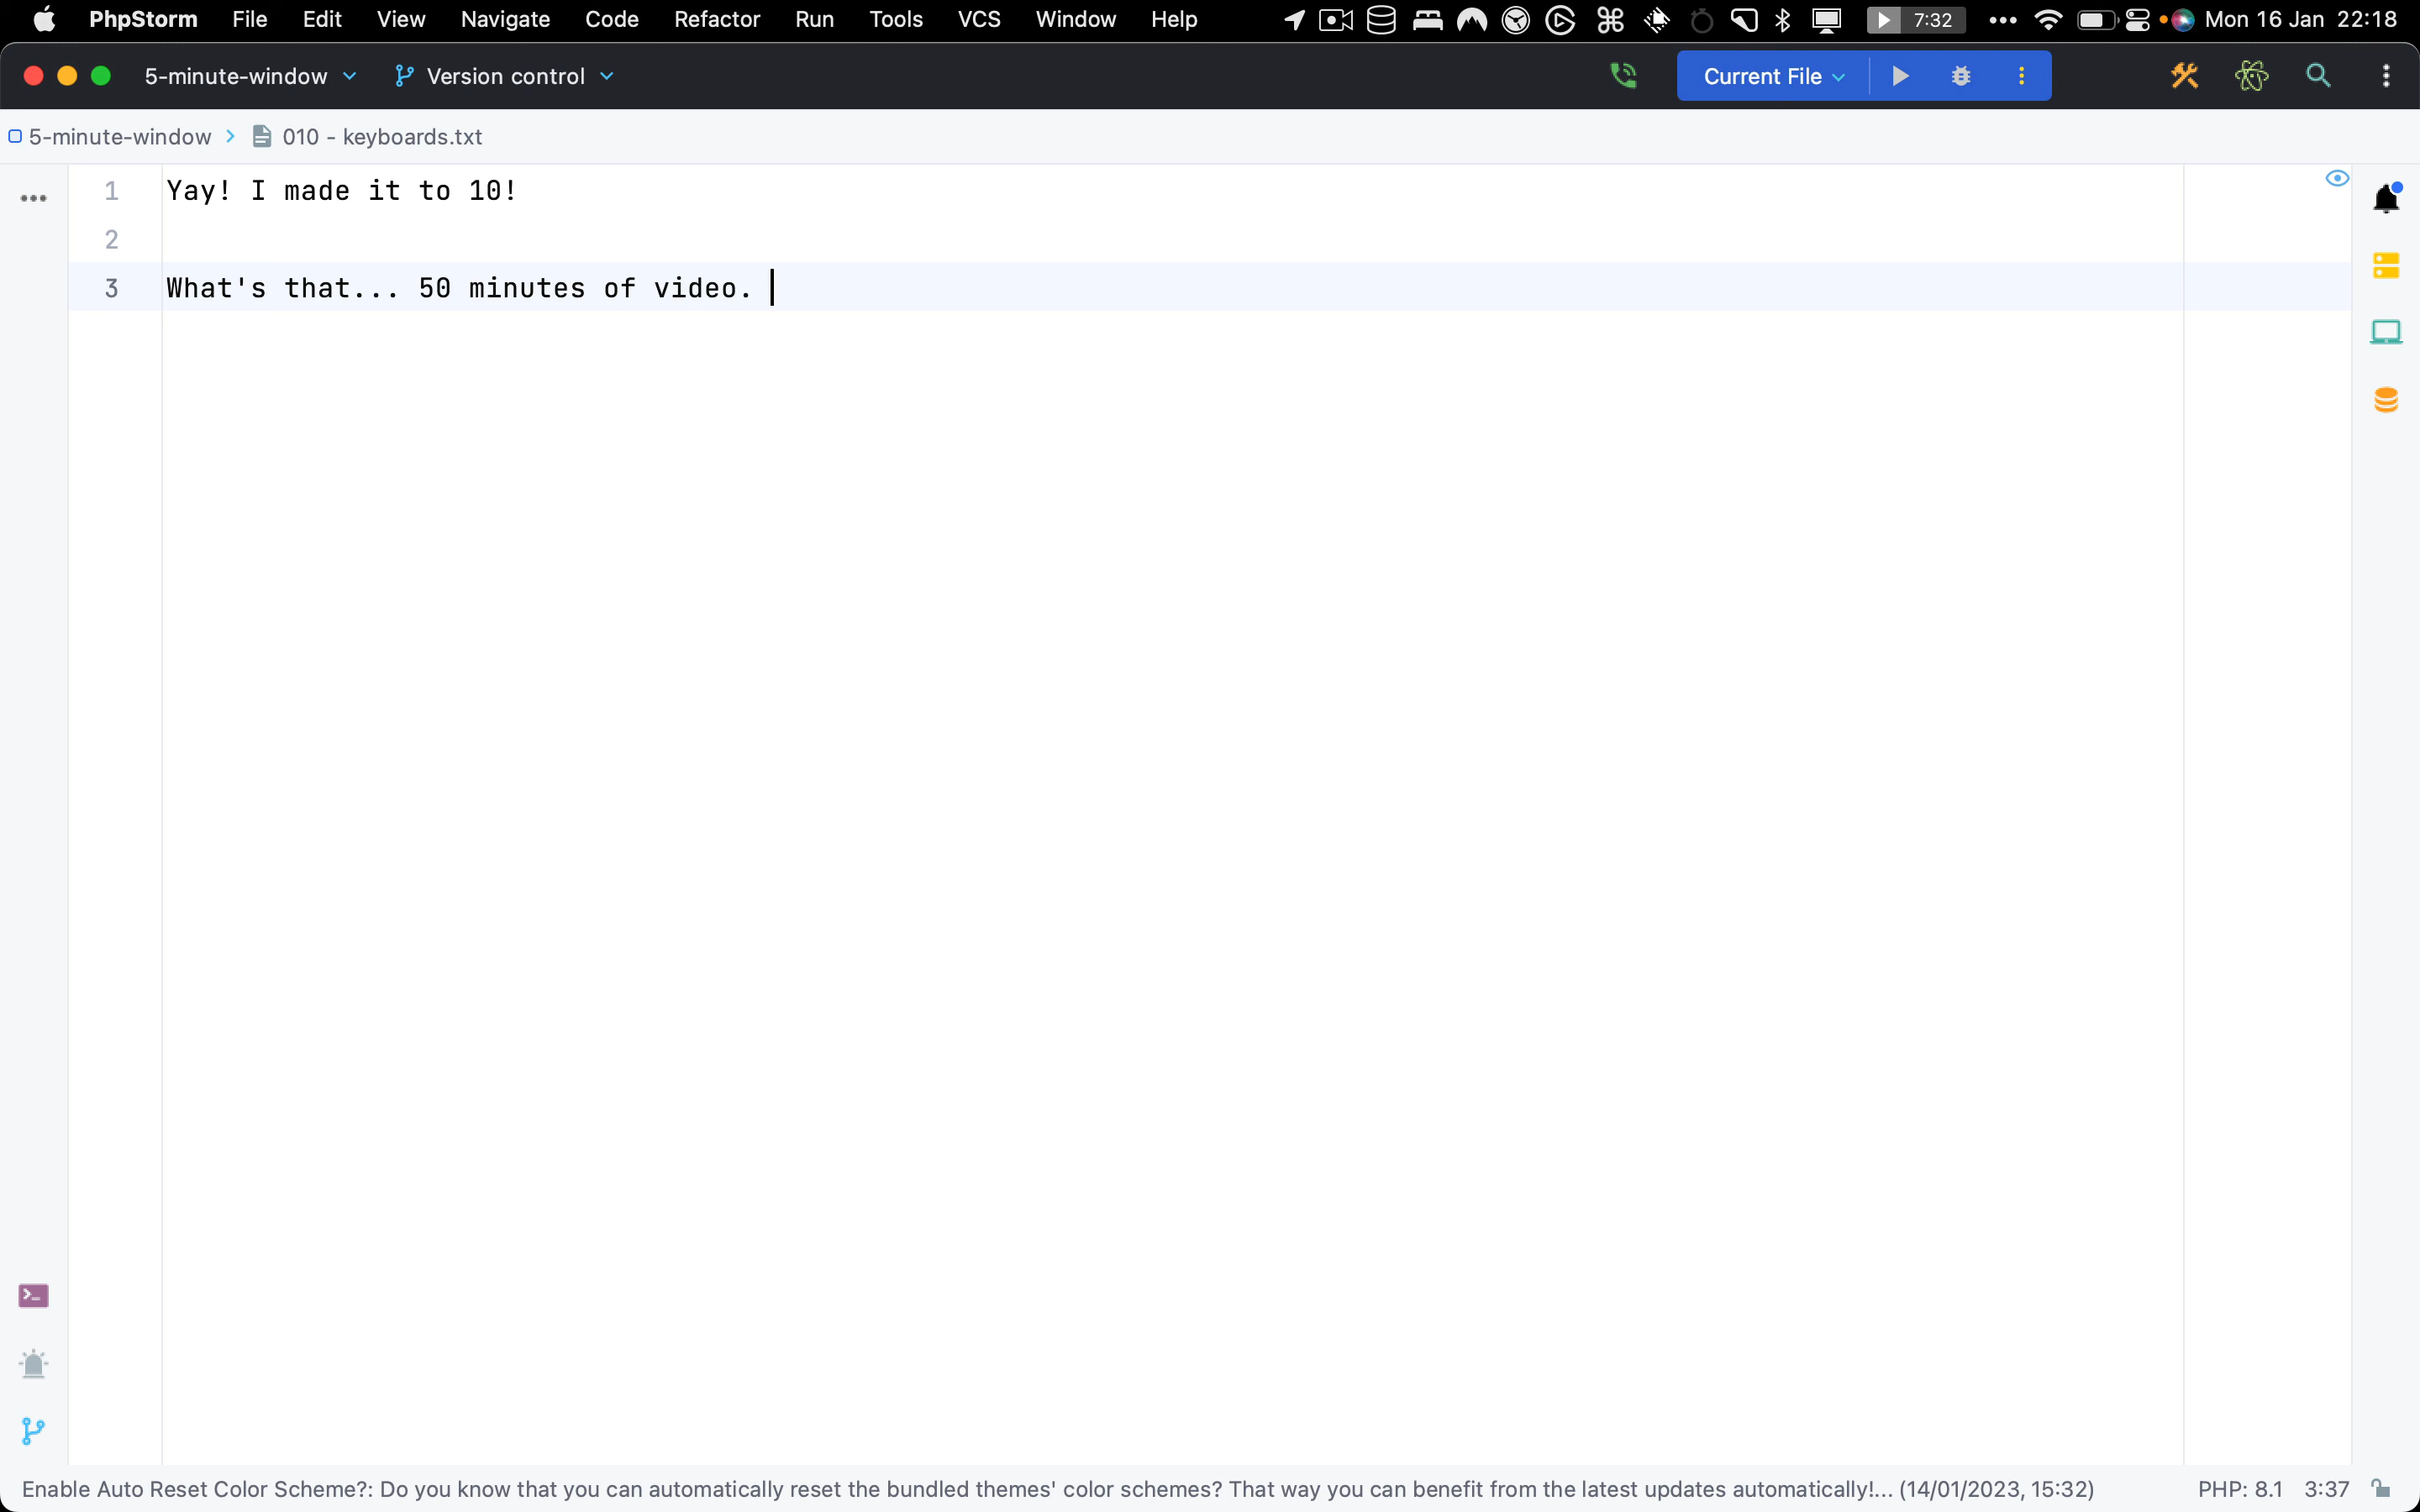 PhpStorm File Edit View Navigate Code Refactor Run Tools VCS Window Help 7:32 Mon 16 Jan 22:18
5-minute-window Version control Current File
5-minute-window 010 - keyboards.txt
1 Yay! I made it to 10!
2
3 What's that... 50 minutes of video.
Enable Auto Reset Color Scheme?: Do you know that you can automatically reset the bundled themes' color schemes? That way you can benefit from the latest updates automatically!... (14/01/2023, 15:32) PHP: 8.1 3:37